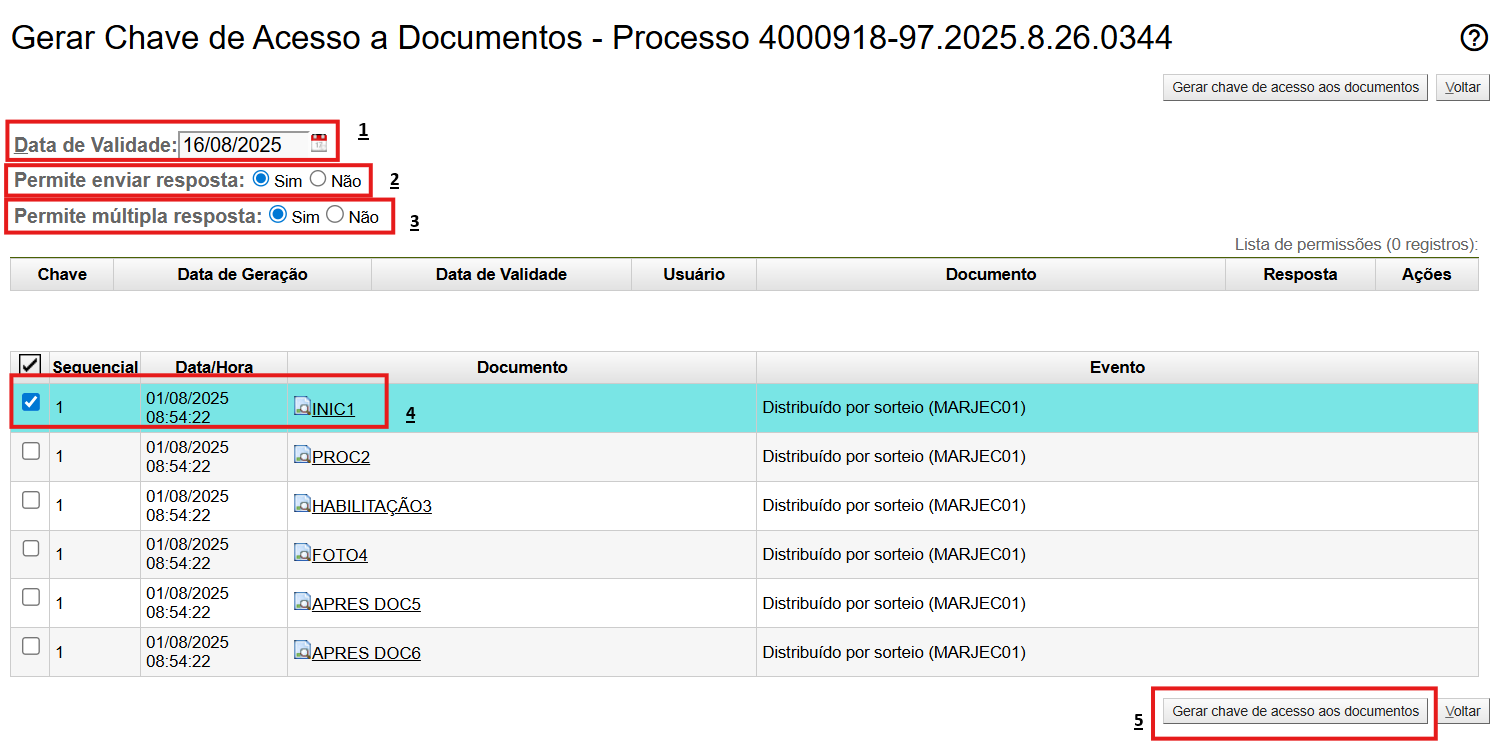 Gerar Chave de Acesso a Documentos - Processo 4000918-97.2025.8.26.0344
Gerar chave de acesso aos documentos Voltar
Data de Validade: 16/08/2025 1
Permite enviar resposta: Sim Não 2
Permite múltipla resposta: Sim Não 3
Lista de permissões (0 registros):
Chave Data de Geração Data de Validade Usuário Documento Resposta Ações
Sequencial Data/Hora Documento Evento
1 01/08/2025 08:54:22 INIC1 4 Distribuído por sorteio (MARJEC01)
1 01/08/2025 08:54:22 PROC2 Distribuído por sorteio (MARJEC01)
1 01/08/2025 08:54:22 HABILITAÇÃO3 Distribuído por sorteio (MARJEC01)
1 01/08/2025 08:54:22 FOTO4 Distribuído por sorteio (MARJEC01)
1 01/08/2025 08:54:22 APRES DOC5 Distribuído por sorteio (MARJEC01)
1 01/08/2025 08:54:22 APRES DOC6 Distribuído por sorteio (MARJEC01)
5 Gerar chave de acesso aos documentos Voltar